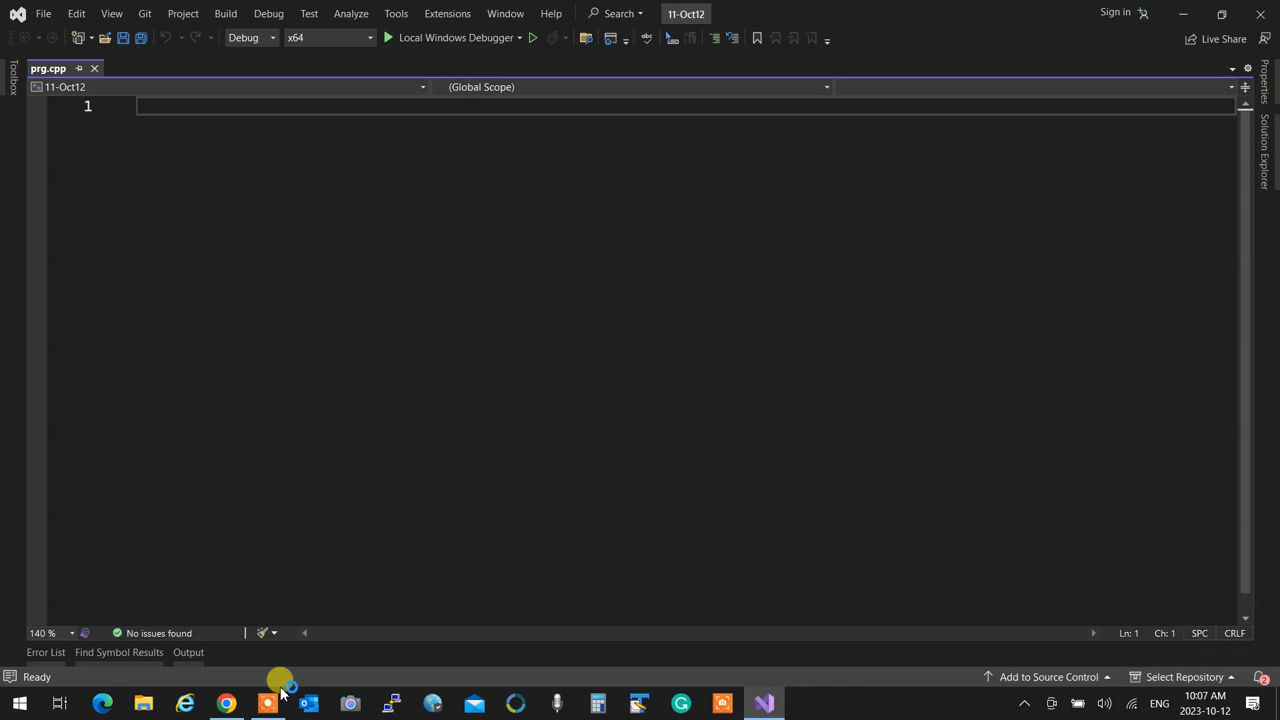 File Edit View Git Project Build Debug Test Analyze Tools Extensions Window Help Search 11-Oct12 Sign in
Debug x64 Local Windows Debugger Live Share
prg.cpp
11-Oct12 (Global Scope)
1
Toolbox
Properties
Solution Explorer
140 % No issues found Ln: 1 Ch: 1 SPC CRLF
Error List Find Symbol Results Output
Ready Add to Source Control Select Repository 2
10:07 AM
ENG
2023-10-12